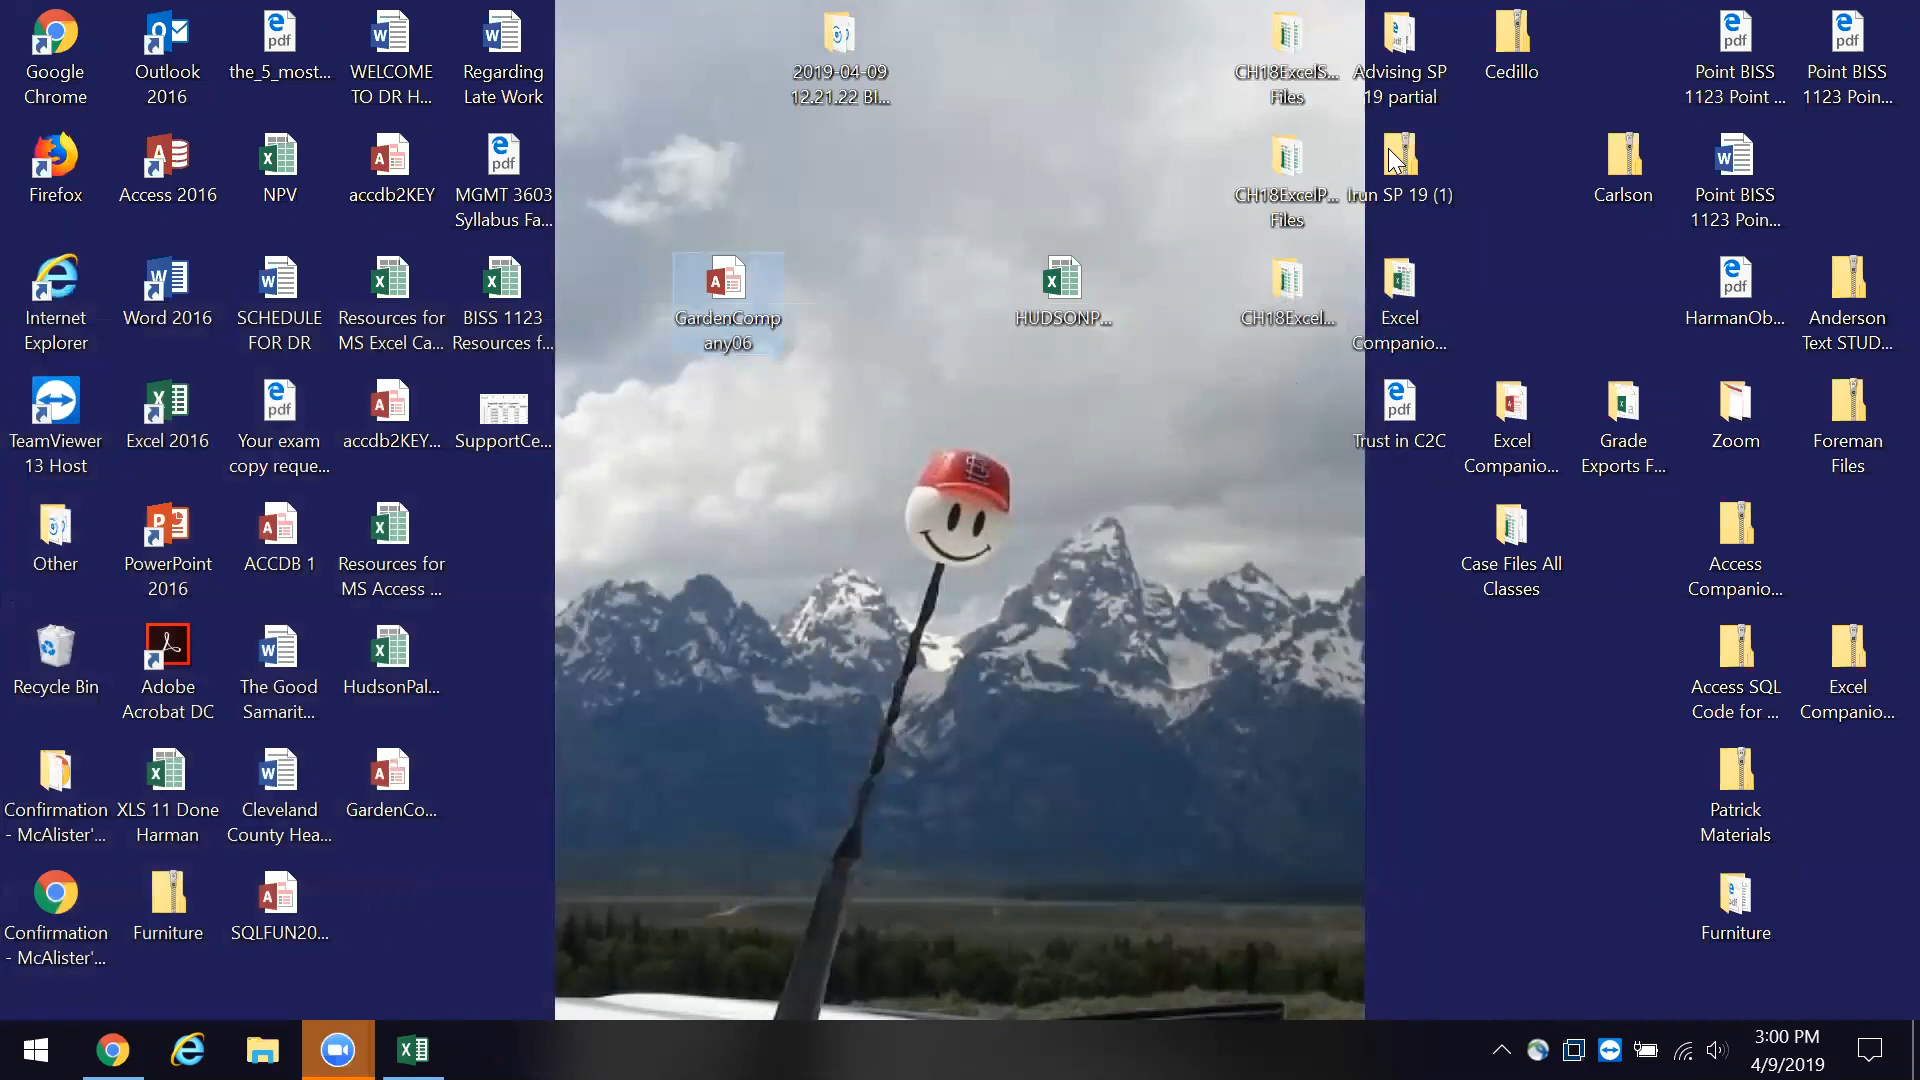 Google
Chrome
Outlook
2016
the_5_most...
WELCOME
TO DR H...
Regarding
Late Work
2019-04-09
12.21.22 Bl...
CH18ExcelS...
Files
Advising SP
19 partial
Cedillo
Point BISS
1123 Point ...
Point BISS
1123 Poin...
Firefox
Access 2016
NPV
accdb2KEY
MGMT 3603
Syllabus Fa...
CH18ExcelP...
Files
Irun SP 19 (1)
Carlson
Point BISS
1123 Poin...
Internet
Explorer
Word 2016
SCHEDULE
FOR DR
Resources for
MS Excel Ca...
BISS 1123
Resources f...
GardenComp
any06
HUDSONP...
CH18Excel...
Excel
Companio...
HarmanOb...
Anderson
Text STUD...
TeamViewer
13 Host
Excel 2016
Your exam
copy reque...
accdb2KEY...
SupportCe...
Trust in C2C
Excel
Companio...
Grade
Exports F...
Zoom
Foreman
Files
Other
PowerPoint
2016
ACCDB 1
Resources for
MS Access ...
Case Files All
Classes
Access
Companio...
Recycle Bin
Adobe
Acrobat DC
The Good
Samarit...
HudsonPal...
Access SQL
Code for ...
Excel
Companio...
Confirmation
- McAlister'...
XLS 11 Done
Harman
Cleveland
County Hea...
GardenCo...
Patrick
Materials
Confirmation
- McAlister'...
Furniture
SQLFUN20...
Furniture
3:00 PM
4/9/2019